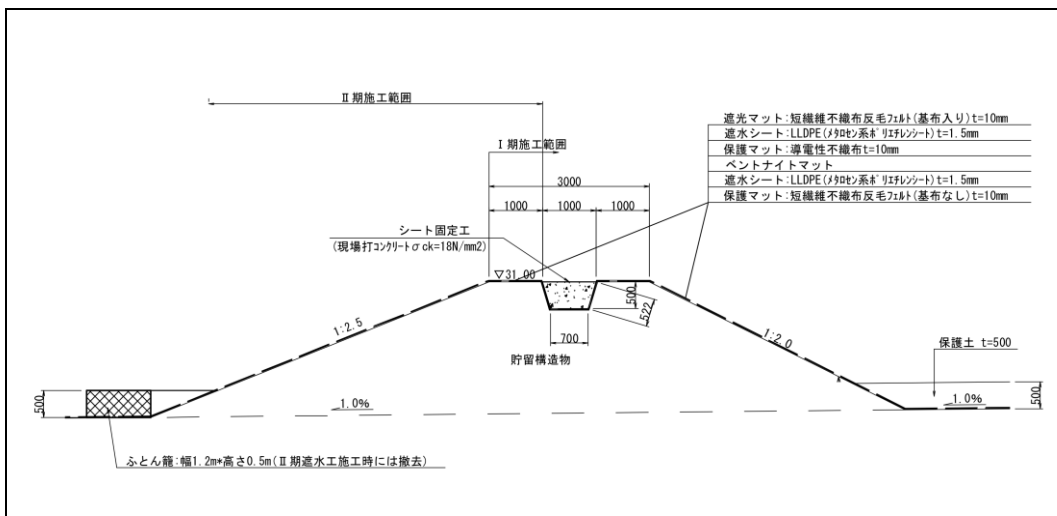 Ⅱ期施工範囲
遮光マット:短繊維不織布反毛フェルト(基布入り)t=10mm
遮水シート:LLDPE(メタロセン系ポリエチレンシート)t=1.5mm
保護マット:導電性不織布t=10mm
ベントナイトマット
遮水シート:LLDPE(メタロセン系ポリエチレンシート)t=1.5mm
保護マット:短繊維不織布反毛フェルト(基布なし)t=10mm
Ⅰ期施工範囲
3000
1000 1000 1000
シート固定工
(現場打コンクリートσck=18N/mm2)
▽31.00
500
522
700
1:2.5
1:2.0
貯留構造物
保護土 t=500
500
1.0%
1.0%
500
ふとん籠:幅1.2m*高さ0.5m(Ⅱ期遮水工施工時には撤去)